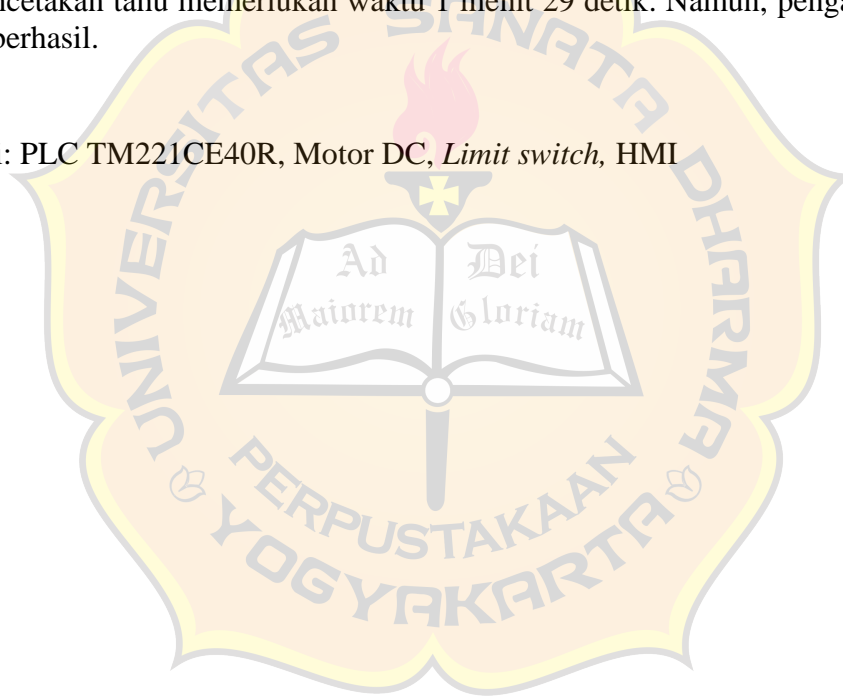 ncetakan tahu memerlukan waktu 1 menit 29 detik. Namun, penga
berhasil.
: PLC TM221CE40R, Motor DC, Limit switch, HMI
UNIVERSITAS SANATA DHARMA
Ad Dei
Maiorem Gloriam
PERPUSTAKAAN
YOGYAKARTA